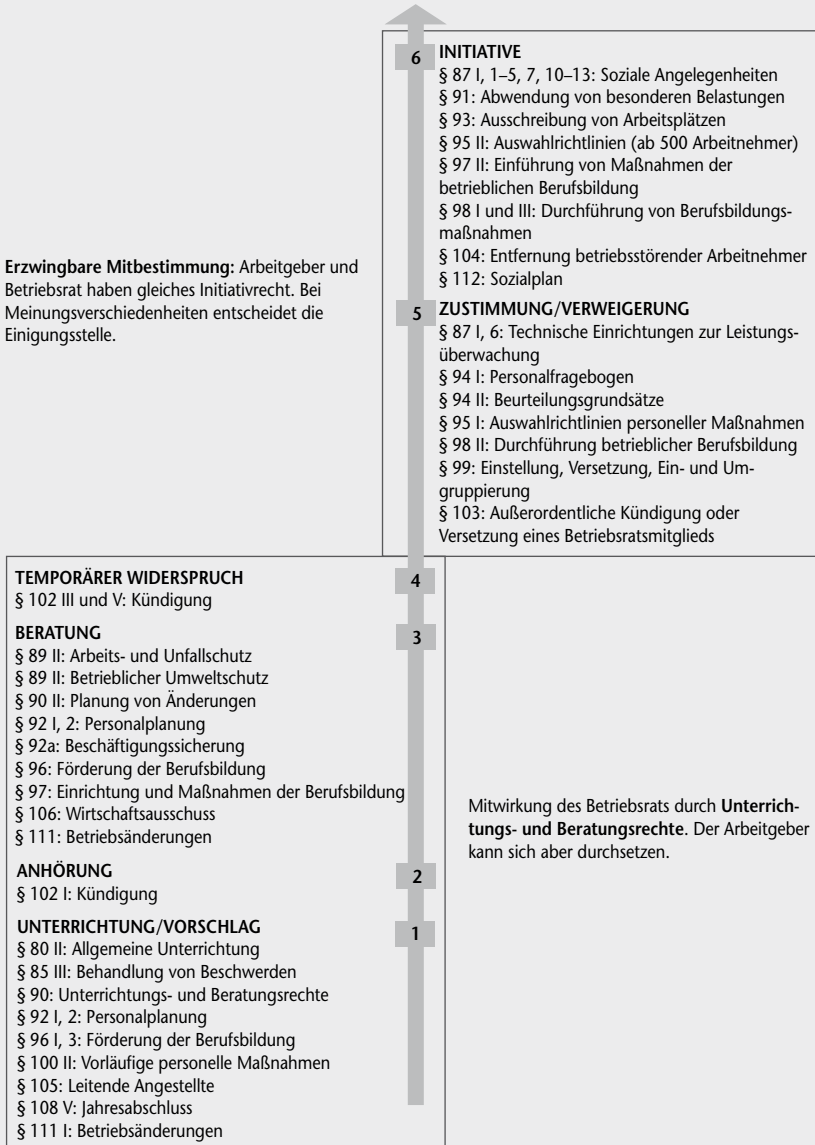 6
INITIATIVE
§ 87 I, 1–5, 7, 10–13: Soziale Angelegenheiten
§ 91: Abwendung von besonderen Belastungen
§ 93: Ausschreibung von Arbeitsplätzen
§ 95 II: Auswahlrichtlinien (ab 500 Arbeitnehmer)
§ 97 II: Einführung von Maßnahmen der
betrieblichen Berufsbildung
§ 98 I und III: Durchführung von Berufsbildungs-
maßnahmen
§ 104: Entfernung betriebsstörender Arbeitnehmer
§ 112: Sozialplan
Erzwingbare Mitbestimmung: Arbeitgeber und
Betriebsrat haben gleiches Initiativrecht. Bei
Meinungsverschiedenheiten entscheidet die
Einigungsstelle.
5
ZUSTIMMUNG/VERWEIGERUNG
§ 87 I, 6: Technische Einrichtungen zur Leistungs-
überwachung
§ 94 I: Personalfragebogen
§ 94 II: Beurteilungsgrundsätze
§ 95 I: Auswahlrichtlinien personeller Maßnahmen
§ 98 II: Durchführung betrieblicher Berufsbildung
§ 99: Einstellung, Versetzung, Ein- und Um-
gruppierung
§ 103: Außerordentliche Kündigung oder
Versetzung eines Betriebsratsmitglieds
TEMPORÄRER WIDERSPRUCH
4
§ 102 III und V: Kündigung
BERATUNG
3
§ 89 II: Arbeits- und Unfallschutz
§ 89 II: Betrieblicher Umweltschutz
§ 90 II: Planung von Änderungen
§ 92 I, 2: Personalplanung
§ 92a: Beschäftigungssicherung
§ 96: Förderung der Berufsbildung
§ 97: Einrichtung und Maßnahmen der Berufsbildung
§ 106: Wirtschaftsausschuss
§ 111: Betriebsänderungen
Mitwirkung des Betriebsrats durch Unterrich-
tungs- und Beratungsrechte. Der Arbeitgeber
kann sich aber durchsetzen.
ANHÖRUNG
2
§ 102 I: Kündigung
UNTERRICHTUNG/VORSCHLAG
1
§ 80 II: Allgemeine Unterrichtung
§ 85 III: Behandlung von Beschwerden
§ 90: Unterrichtungs- und Beratungsrechte
§ 92 I, 2: Personalplanung
§ 96 I, 3: Förderung der Berufsbildung
§ 100 II: Vorläufige personelle Maßnahmen
§ 105: Leitende Angestellte
§ 108 V: Jahresabschluss
§ 111 I: Betriebsänderungen